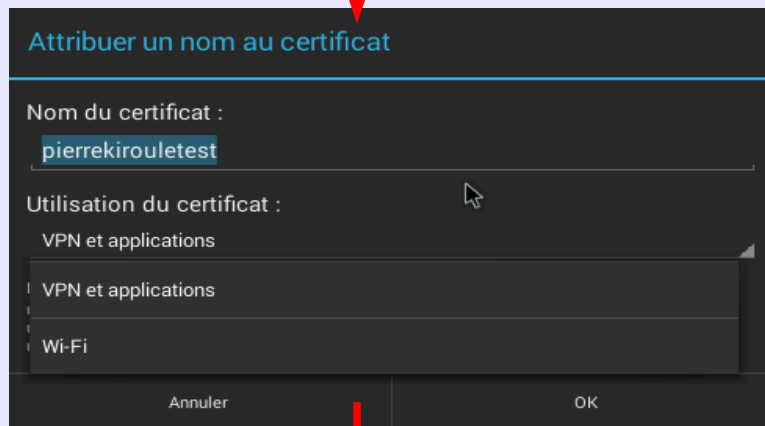 Attribuer un nom au certificat
Nom du certificat :
pierrekirouletest
Utilisation du certificat :
VPN et applications
VPN et applications
Wi-Fi
Annuler
OK